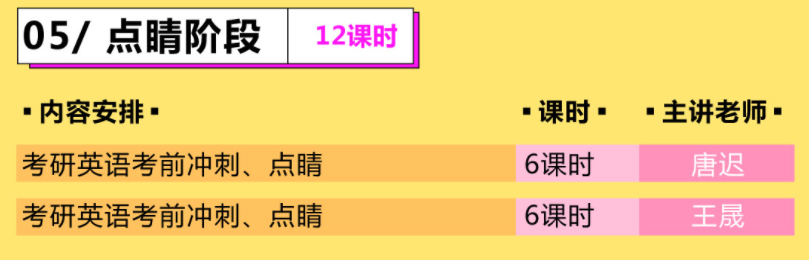 05/ 点睛阶段 12课时
▪内容安排▪ ▪课时▪ ▪主讲老师▪
考研英语考前冲刺、点睛 6课时 唐迟
考研英语考前冲刺、点睛 6课时 王晟